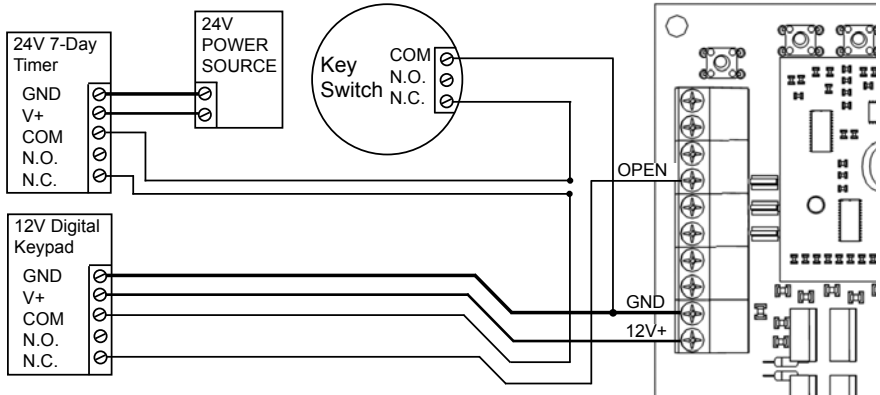 24V 7-Day
Timer
GND
V+
COM
N.O.
N.C.
24V
POWER
SOURCE
Key
Switch
COM
N.O.
N.C.
12V Digital
Keypad
GND
V+
COM
N.O.
N.C.
OPEN
GND
12V+